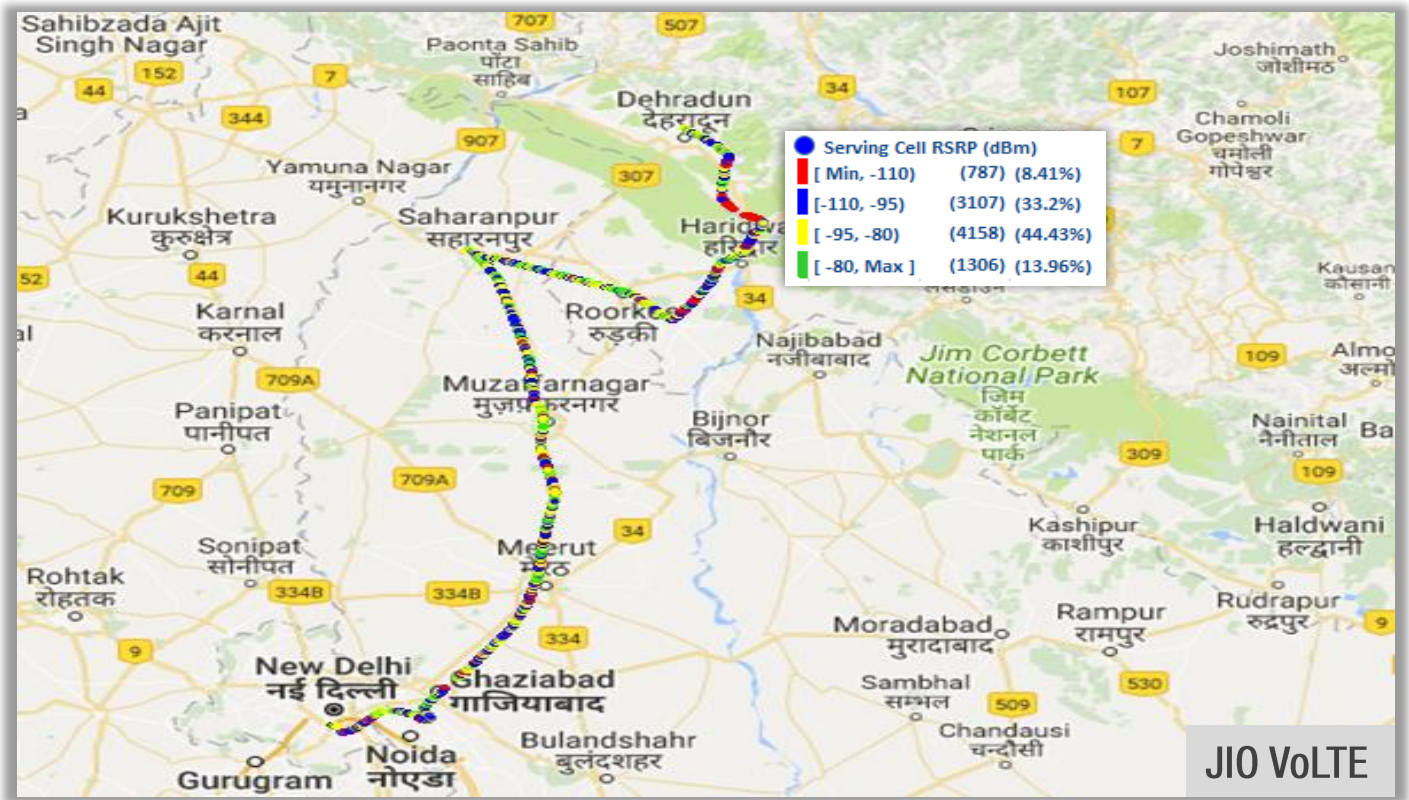 Sahibzada Ajit
Singh Nagar
707
507
Paonta Sahib
पांटा
साहिब
Joshimath
जोशीमठ
152
7
44
344
34
107
Dehradun
देहरादून
Chamoli
Gopeshwar
चमोली
गोपेश्वर
907
7
Serving Cell RSRP (dBm)
[ Min, -110) (787) (8.41%)
[-110, -95) (3107) (33.2%)
[ -95, -80) (4158) (44.43%)
[ -80, Max ] (1306) (13.96%)
Yamuna Nagar
यमुनानगर
307
Kurukshetra
कुरुक्षेत्र
Saharanpur
सहारनपुर
52
44
34
Karnal
करनाल
Najibabad
नजीबाबाद
Jim Corbett
National Park
जिम
कॉर्बेट
नेशनल
पार्क
109
709A
Panipat
पानीपत
Bijnor
बिजनौर
Nainital
नैनीताल
309
109
709
709A
34
Kashipur
काशीपुर
Haldwani
हल्द्वानी
Sonipat
सोनीपत
Rohtak
रोहतक
334B
334B
Rudrapur
रुद्रपुर
9
Rampur
रामपुर
Moradabad
मुरादाबाद
9
334
New Delhi
नई दिल्ली
Ghaziabad
गाजियाबाद
Sambhal
सम्भल
530
509
Chandausi
चन्दौसी
Noida
नोएडा
Bulandshahr
बुलंदशहर
Gurugram
JIO VoLTE